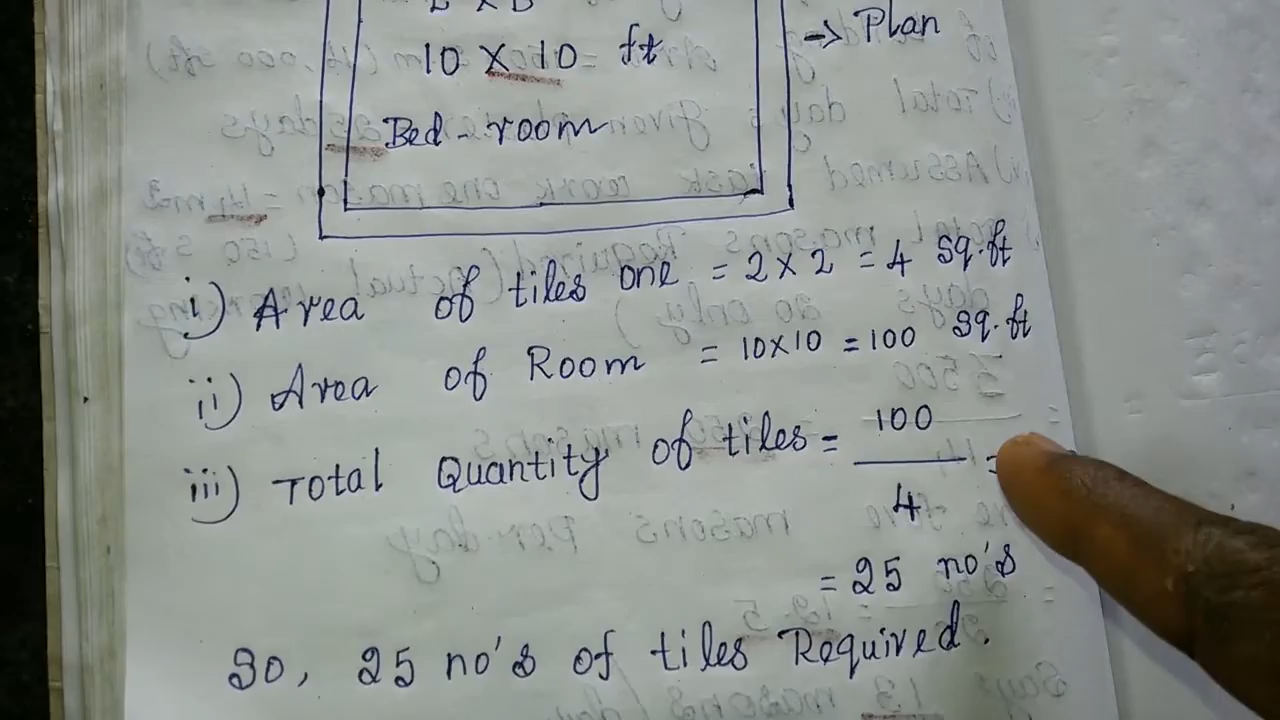 10 X 10 ft
→ Plan
Bed-room
i) Area of tiles one = 2 x 2 = 4 sq.ft
ii) Area of Room = 10x10 = 100 sq.ft
iii) Total Quantity of tiles = 100
4
= 25 no's
So, 25 no's of tiles Required.